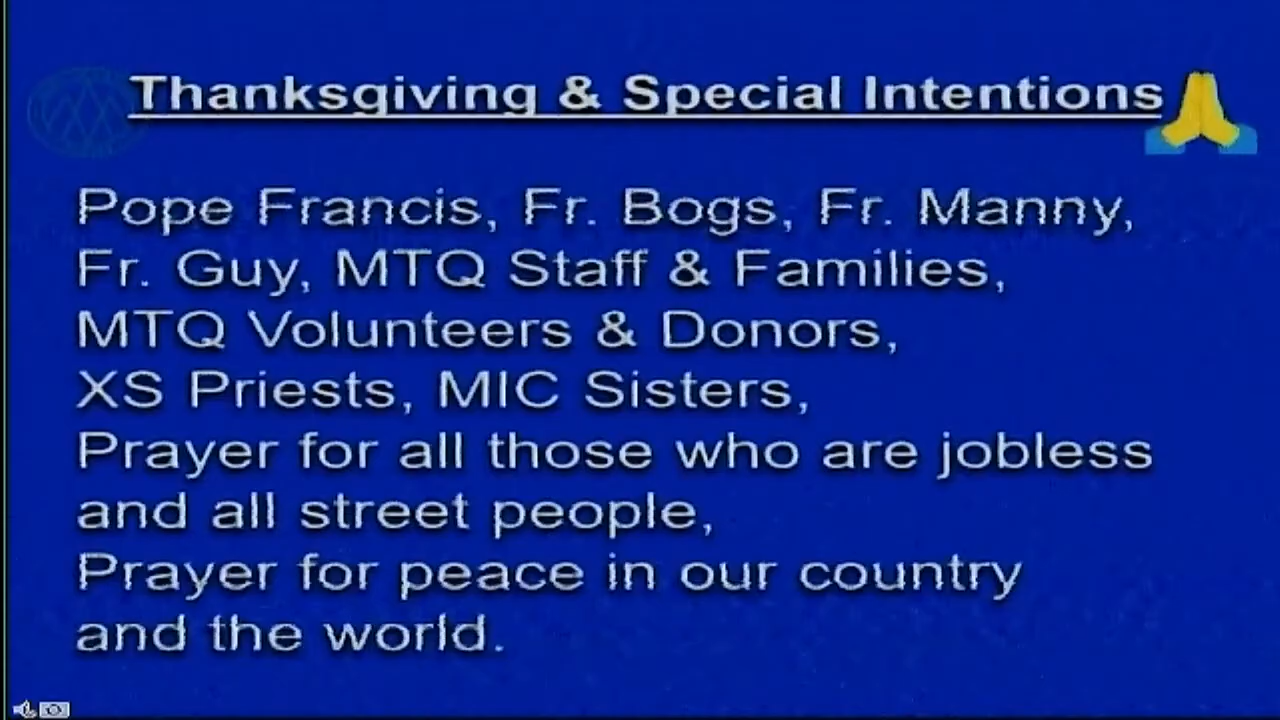 Thanksgiving & Special Intentions
Pope Francis, Fr. Bogs, Fr. Manny,
Fr. Guy, MTQ Staff & Families,
MTQ Volunteers & Donors,
XS Priests, MIC Sisters,
Prayer for all those who are jobless
and all street people,
Prayer for peace in our country
and the world.